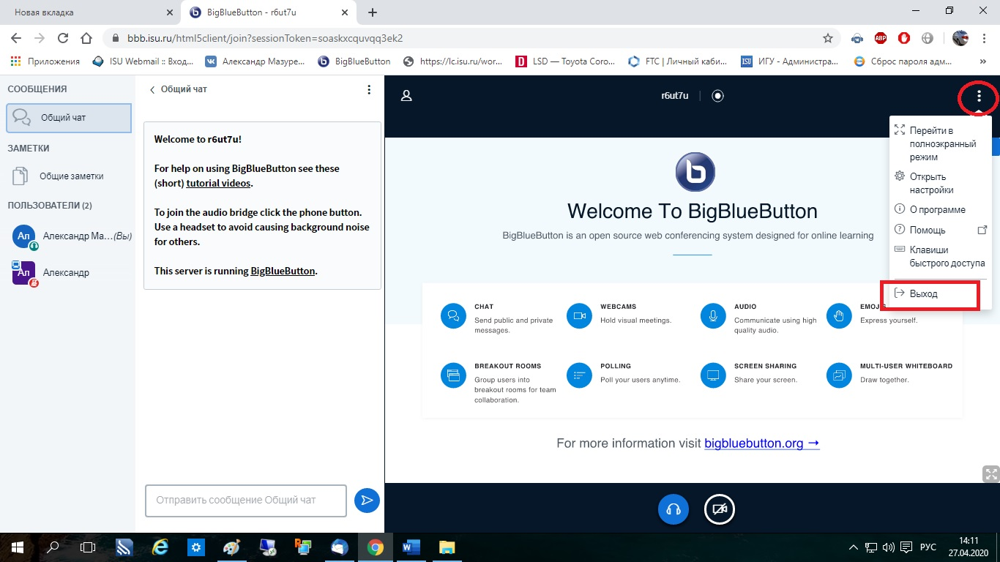 Новая вкладка
BigBlueButton - r6ut7u
bbb.isu.ru/html5client/join?sessionToken=soaskxcquvqq3ek2
ABP
Приложения
ISU Webmail :: Вход...
Александр Мазуре...
BigBlueButton
https://lc.isu.ru/wor...
LSD — Toyota Coro...
FTC | Личный каби...
ИГУ - Администра...
Сброс пароля адм...
»
СООБЩЕНИЯ
Общий чат
ЗАМЕТКИ
Общие заметки
ПОЛЬЗОВАТЕЛИ (2)
Ал Александр Ма...(Вы)
Ал Александр
Общий чат
Welcome to r6ut7u!
For help on using BigBlueButton see these
(short) tutorial videos.
To join the audio bridge click the phone button.
Use a headset to avoid causing background noise
for others.
This server is running BigBlueButton.
Отправить сообщение Общий чат
r6ut7u
Перейти в
полноэкранный
режим
Открыть
настройки
О программе
Помощь
Клавиши
быстрого доступа
Выход
Welcome To BigBlueButton
BigBlueButton is an open source web conferencing system designed for online learning
CHAT
Send public and private
messages.
WEBCAMS
Hold visual meetings.
AUDIO
Communicate using high
quality audio.
EMOJIS
Express yourself.
BREAKOUT ROOMS
Group users into
breakout rooms for team
collaboration.
POLLING
Poll your users anytime.
SCREEN SHARING
Share your screen.
MULTI-USER WHITEBOARD
Draw together.
For more information visit bigbluebutton.org →
РУС
14:11
27.04.2020